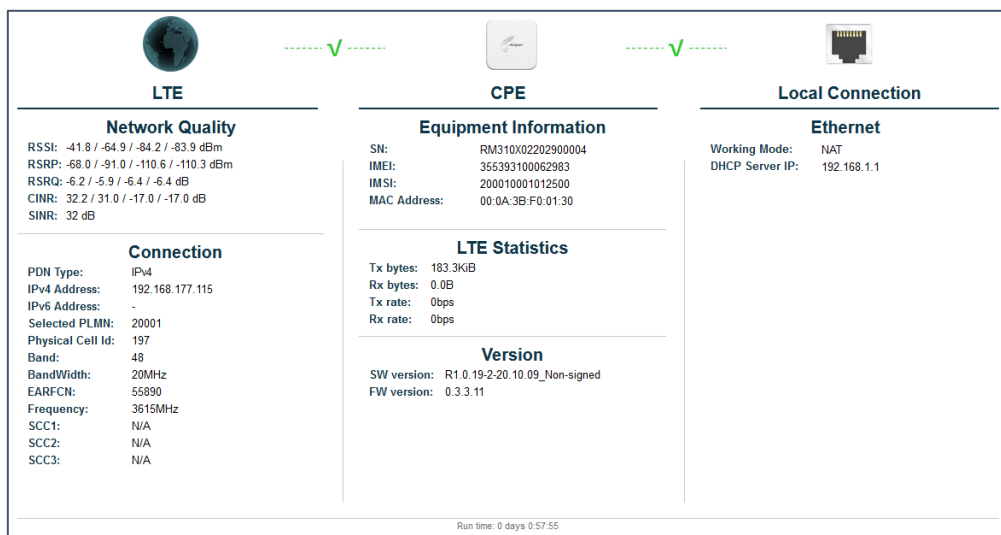 √
√
LTE
Network Quality
RSSI: -41.8 / -64.9 / -84.2 / -83.9 dBm
RSRP: -68.0 / -91.0 / -110.6 / -110.3 dBm
RSRQ: -6.2 / -5.9 / -6.4 / -6.4 dB
CINR: 32.2 / 31.0 / -17.0 / -17.0 dB
SINR: 32 dB
Connection
PDN Type: IPv4
IPv4 Address: 192.168.177.115
IPv6 Address: -
Selected PLMN: 20001
Physical Cell Id: 197
Band: 48
BandWidth: 20MHz
EARFCN: 55890
Frequency: 3615MHz
SCC1: N/A
SCC2: N/A
SCC3: N/A
CPE
Equipment Information
SN: RM310X02202900004
IMEI: 355393100062983
IMSI: 200010001012500
MAC Address: 00:0A:3B:F0:01:30
LTE Statistics
Tx bytes: 183.3KiB
Rx bytes: 0.0B
Tx rate: 0bps
Rx rate: 0bps
Version
SW version: R1.0.19-2-20.10.09_Non-signed
FW version: 0.3.3.11
Local Connection
Ethernet
Working Mode: NAT
DHCP Server IP: 192.168.1.1
Run time: 0 days 0:57:55